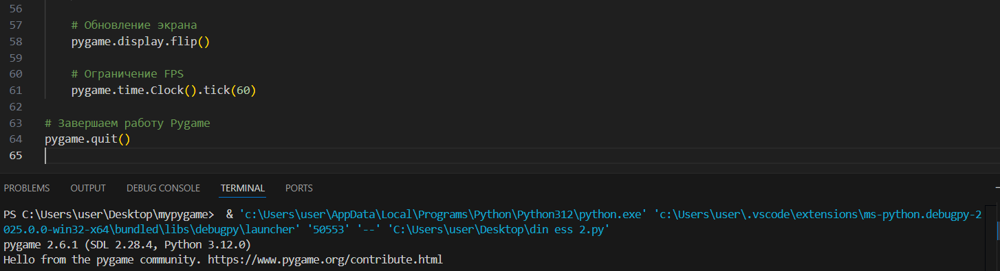 56
57 # Обновление экрана
58 pygame.display.flip()
59
60 # Ограничение FPS
61 pygame.time.Clock().tick(60)
62
63 # Завершаем работу Pygame
64 pygame.quit()
65
PROBLEMS OUTPUT DEBUG CONSOLE TERMINAL PORTS
PS C:\Users\user\Desktop\mypygame>  & 'c:\Users\user\AppData\Local\Programs\Python\Python312\python.exe' 'c:\Users\user\.vscode\extensions\ms-python.debugpy-2
025.0.0-win32-x64\bundled\libs\debugpy\launcher' '50553' '--' 'C:\Users\user\Desktop\din ess 2.py'
pygame 2.6.1 (SDL 2.28.4, Python 3.12.0)
Hello from the pygame community. https://www.pygame.org/contribute.html